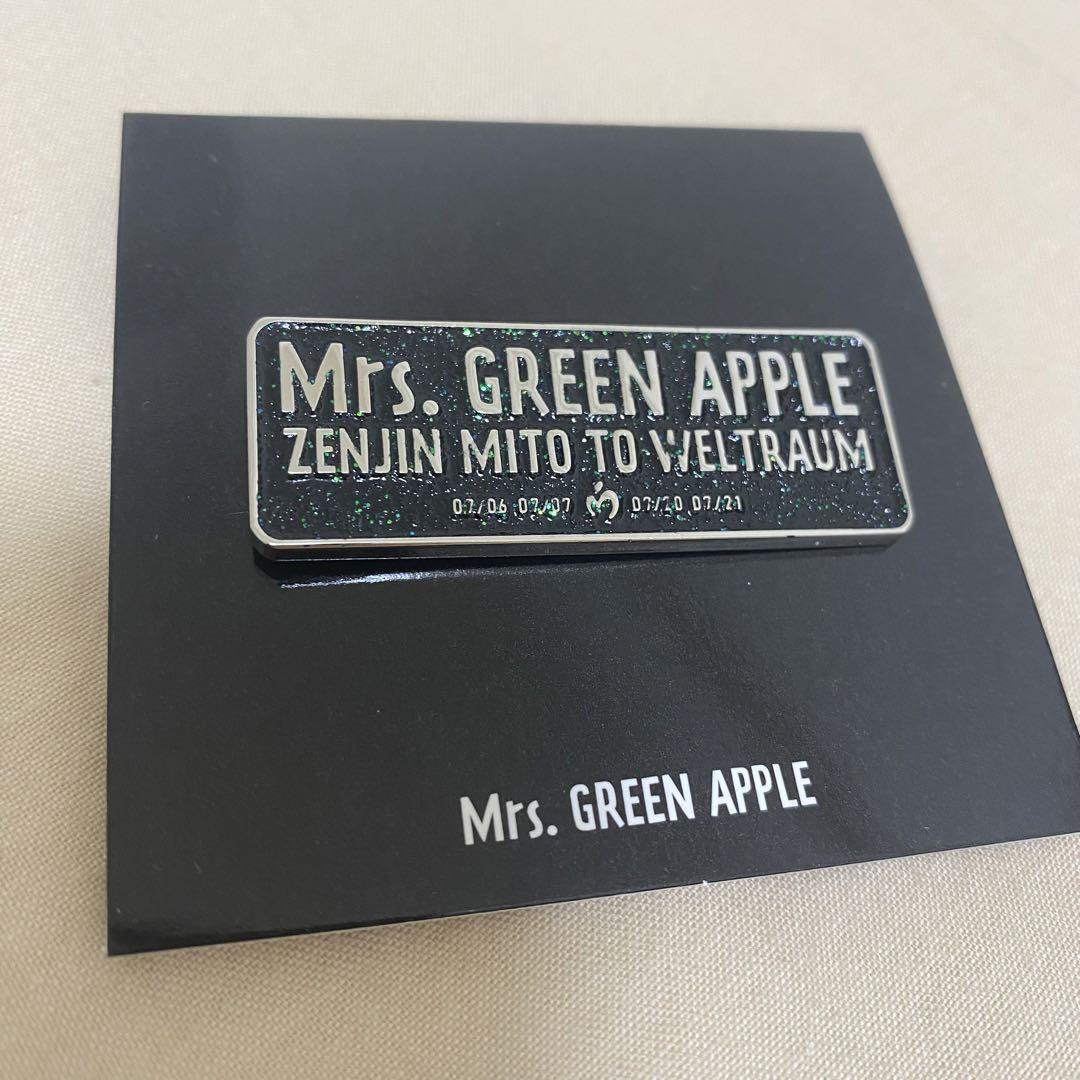 Mrs. GREEN APPLE
ZENJIN MITO TO WELTRAUM
07/06 07/07 07/20 07/21
Mrs. GREEN APPLE